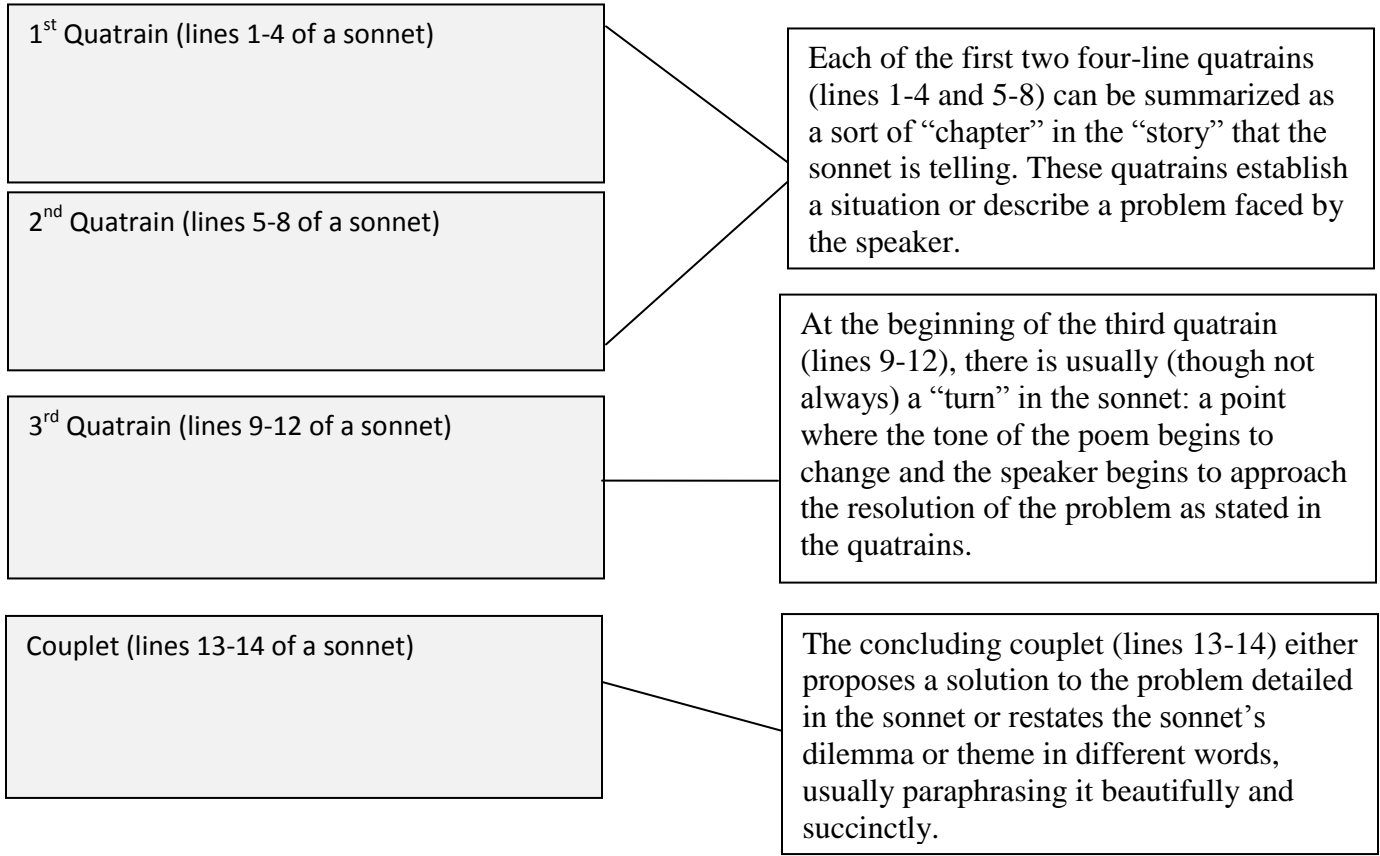 1st Quatrain (lines 1-4 of a sonnet)
Each of the first two four-line quatrains
(lines 1-4 and 5-8) can be summarized as
a sort of “chapter” in the “story” that the
sonnet is telling. These quatrains establish
a situation or describe a problem faced by
the speaker.
2nd Quatrain (lines 5-8 of a sonnet)
3rd Quatrain (lines 9-12 of a sonnet)
At the beginning of the third quatrain
(lines 9-12), there is usually (though not
always) a “turn” in the sonnet: a point
where the tone of the poem begins to
change and the speaker begins to approach
the resolution of the problem as stated in
the quatrains.
Couplet (lines 13-14 of a sonnet)
The concluding couplet (lines 13-14) either
proposes a solution to the problem detailed
in the sonnet or restates the sonnet’s
dilemma or theme in different words,
usually paraphrasing it beautifully and
succinctly.